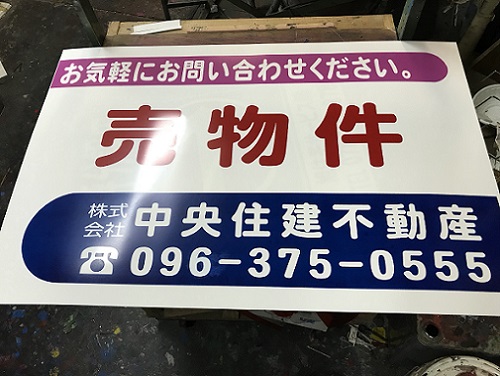 お気軽にお問い合わせください。
売物件
株式会社 中央住建不動産
☎096-375-0555